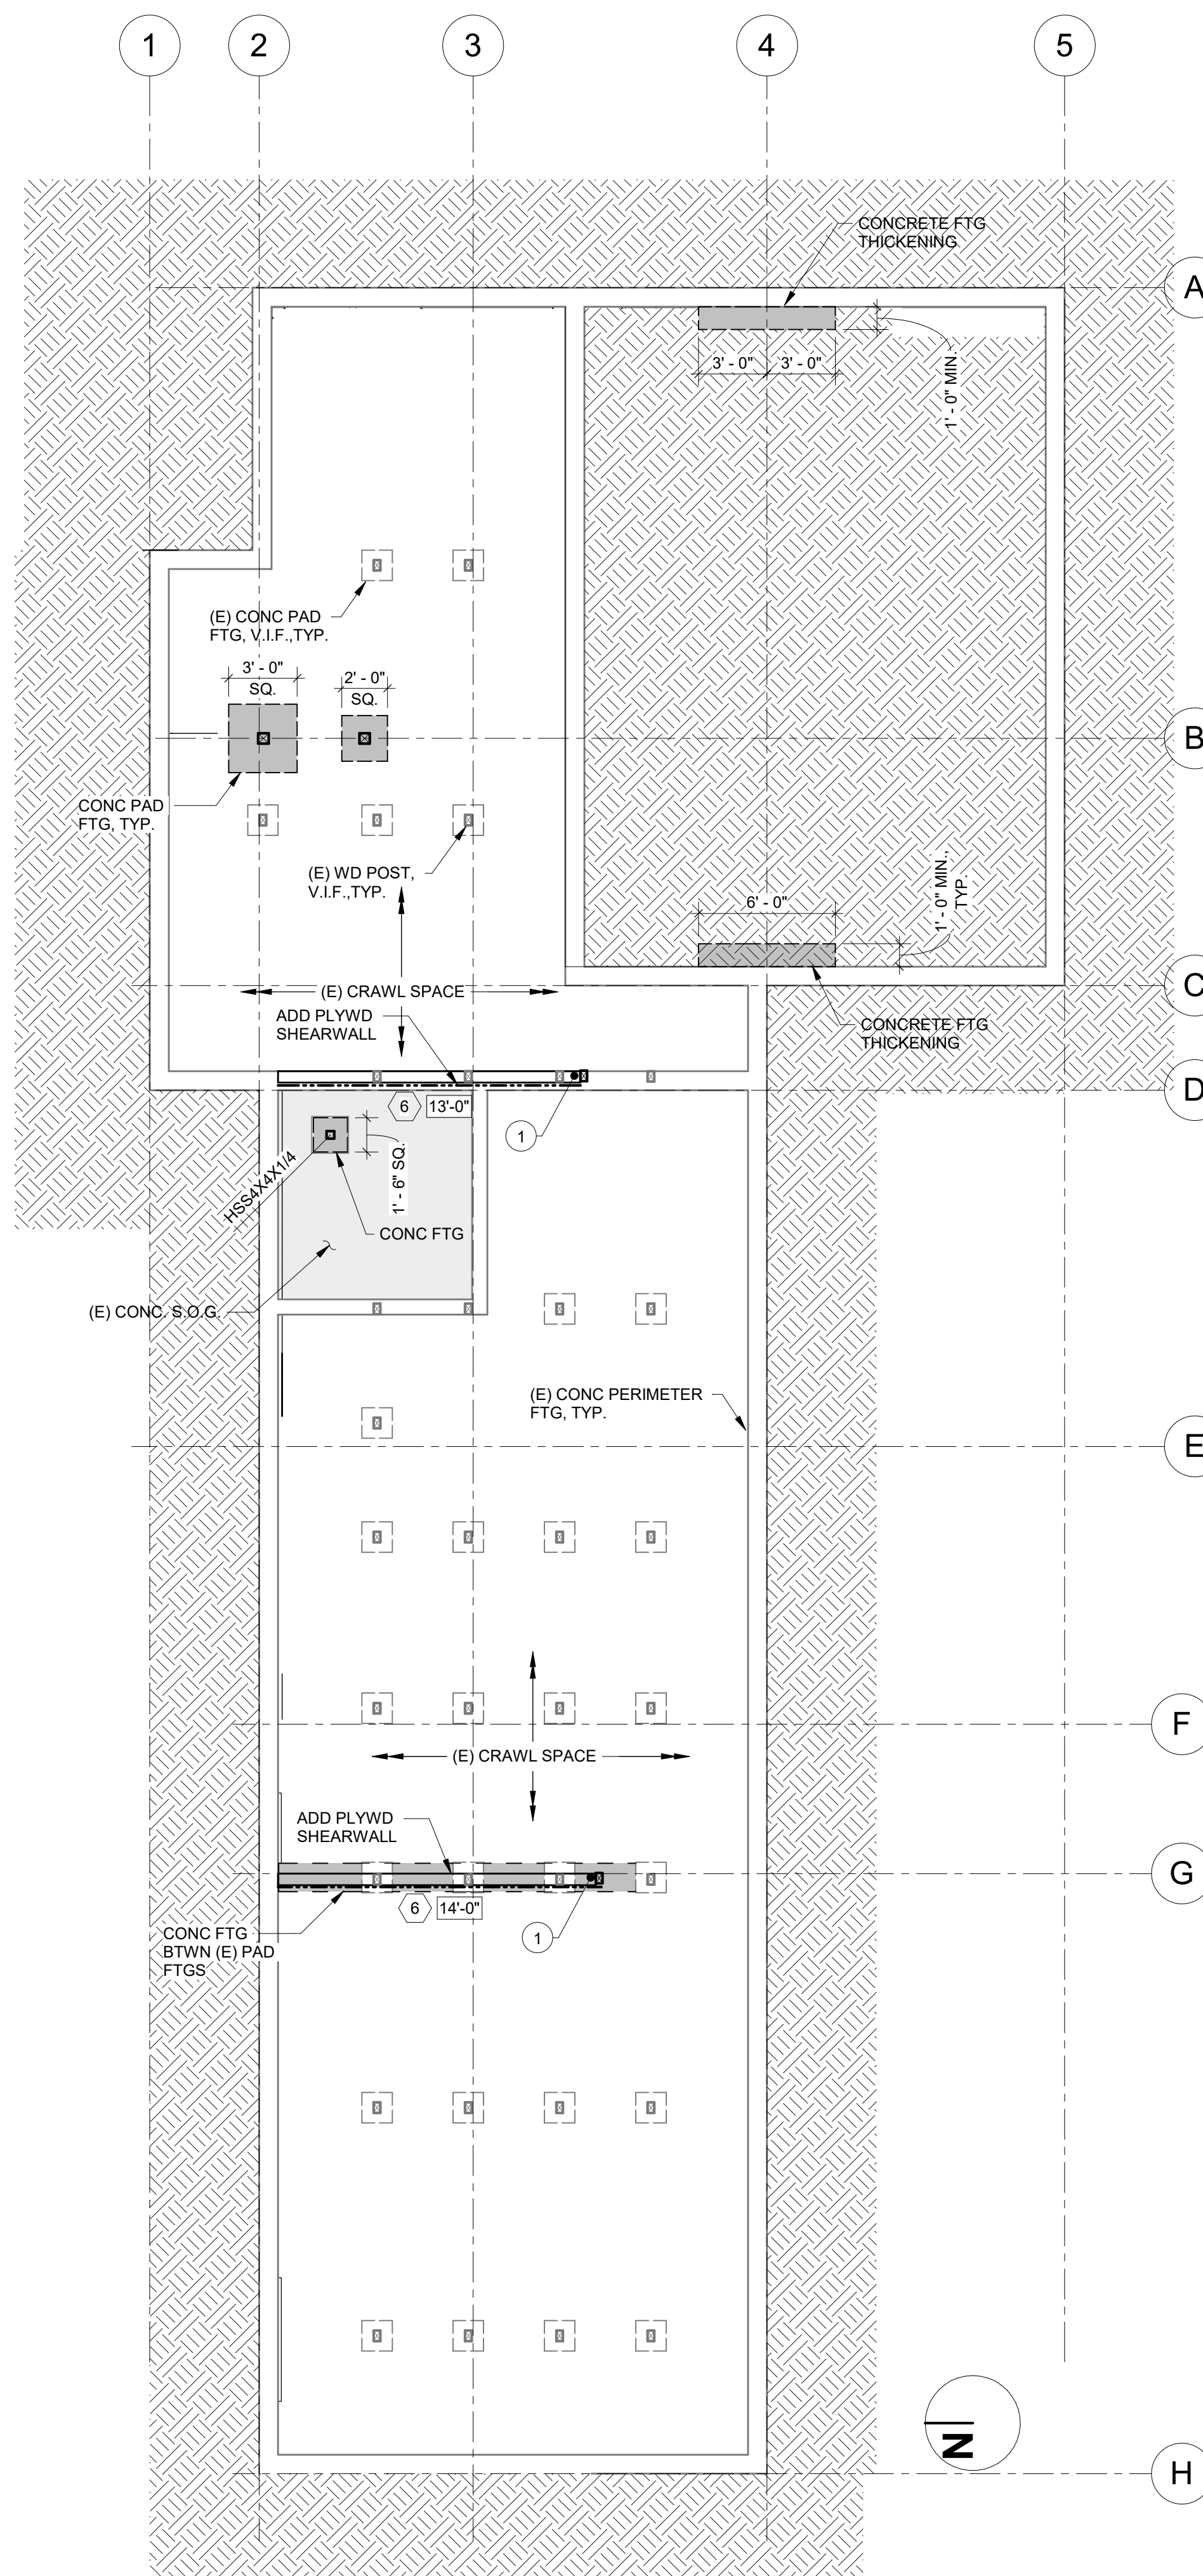 1
2
3
4
5
CONCRETE FTG
THICKENING
A
3' - 0"
3' - 0"
1' - 0" MIN.
(E) CONC PAD
FTG, V.I.F.,TYP.
3' - 0"
SQ.
2' - 0"
SQ.
B
CONC PAD
FTG, TYP.
(E) WD POST,
V.I.F.,TYP.
6' - 0"
1' - 0" MIN.,
TYP.
C
(E) CRAWL SPACE
ADD PLYWD
SHEARWALL
CONCRETE FTG
THICKENING
D
6
13'-0"
1
HSS4X4X1/4
1' - 6" SQ.
CONC FTG
(E) CONC. S.O.G.
(E) CONC PERIMETER
FTG, TYP.
E
F
(E) CRAWL SPACE
ADD PLYWD
SHEARWALL
G
6
14'-0"
1
CONC FTG
BTWN (E) PAD
FTGS
N
H